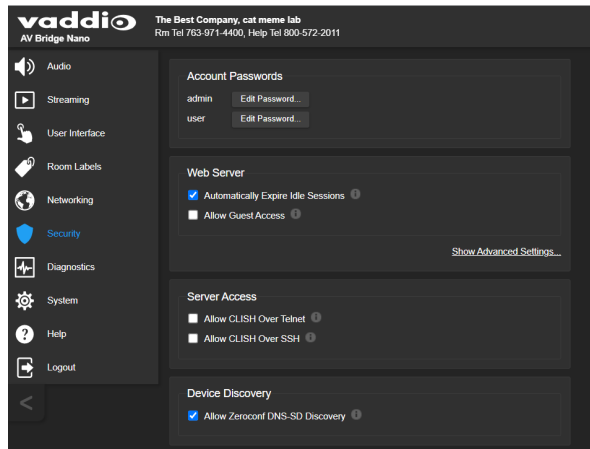 vaddio
AV Bridge Nano
The Best Company, cat meme lab
Rm Tel 763-971-4400, Help Tel 800-572-2011
Audio
Streaming
User Interface
Room Labels
Networking
Security
Diagnostics
System
Help
Logout
Account Passwords
admin Edit Password...
user Edit Password...
Web Server
Automatically Expire Idle Sessions
Allow Guest Access
Show Advanced Settings...
Server Access
Allow CLISH Over Telnet
Allow CLISH Over SSH
Device Discovery
Allow Zeroconf DNS-SD Discovery